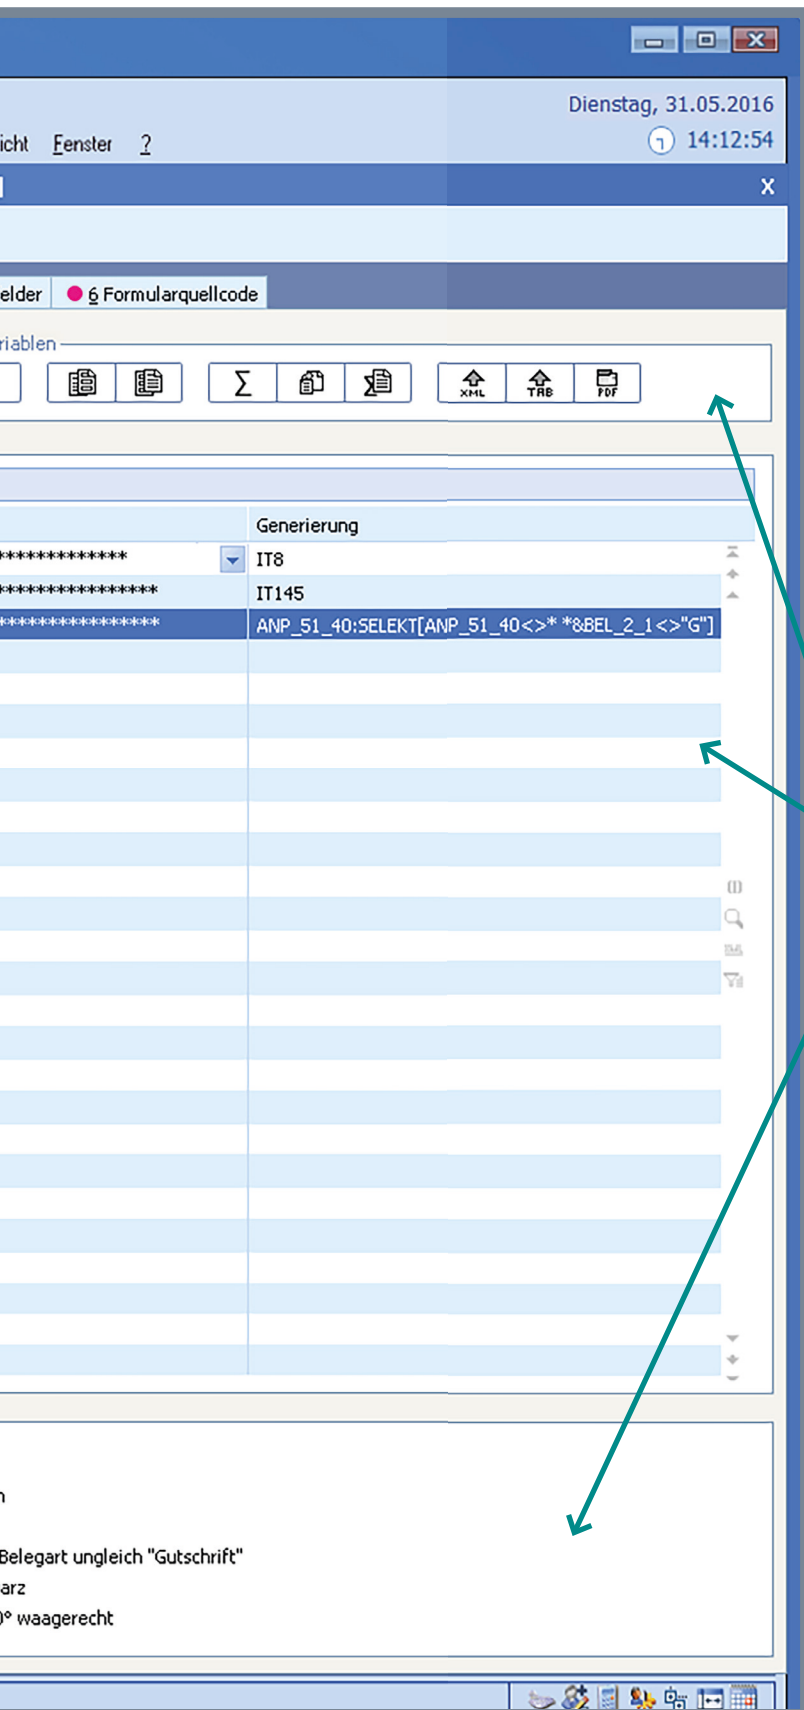 Dienstag, 31.05.2016
icht Fenster ? 14:12:54
x
elder 6 Formularquellcode
riablen
XML TAB PDF
Generierung
************* IT8
**************** IT145
**************** ANP_51_40:SELEKT[ANP_51_40<>* *&BEL_2_1<>"G"]
n
Belegart ungleich "Gutschrift"
arz
0° waagerecht